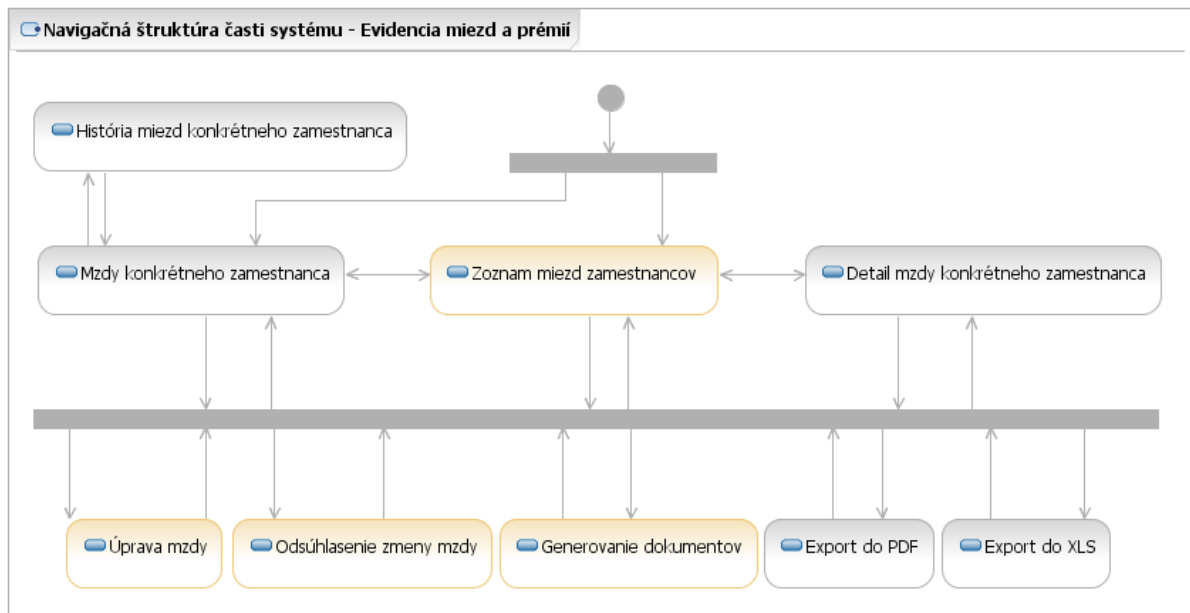 Navigačná štruktúra časti systému - Evidencia miezd a prémií
História miezd konkrétneho zamestnanca
Mzdy konkrétneho zamestnanca
Zoznam miezd zamestnancov
Detail mzdy konkrétneho zamestnanca
Úprava mzdy
Odsúhlasenie zmeny mzdy
Generovanie dokumentov
Export do PDF
Export do XLS